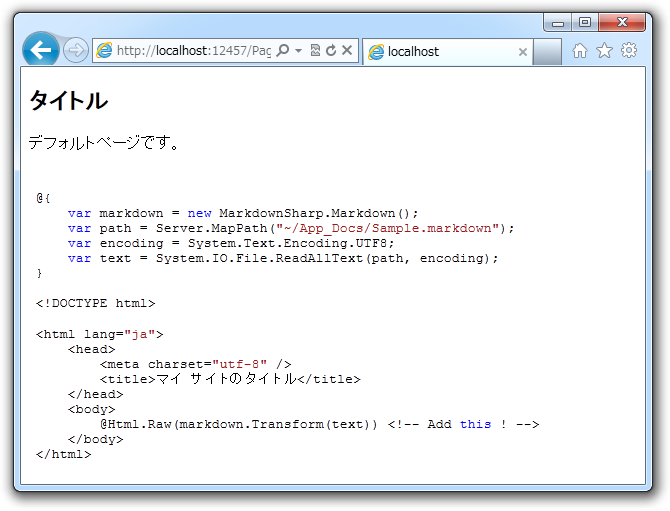 http://localhost:12457/Pag
localhost
タイトル
デフォルトページです。
@{
    var markdown = new MarkdownSharp.Markdown();
    var path = Server.MapPath("~/App_Docs/Sample.markdown");
    var encoding = System.Text.Encoding.UTF8;
    var text = System.IO.File.ReadAllText(path, encoding);
}
<!DOCTYPE html>
<html lang="ja">
    <head>
        <meta charset="utf-8" />
        <title>マイ サイトのタイトル</title>
    </head>
    <body>
        @Html.Raw(markdown.Transform(text)) <!-- Add this ! -->
    </body>
</html>